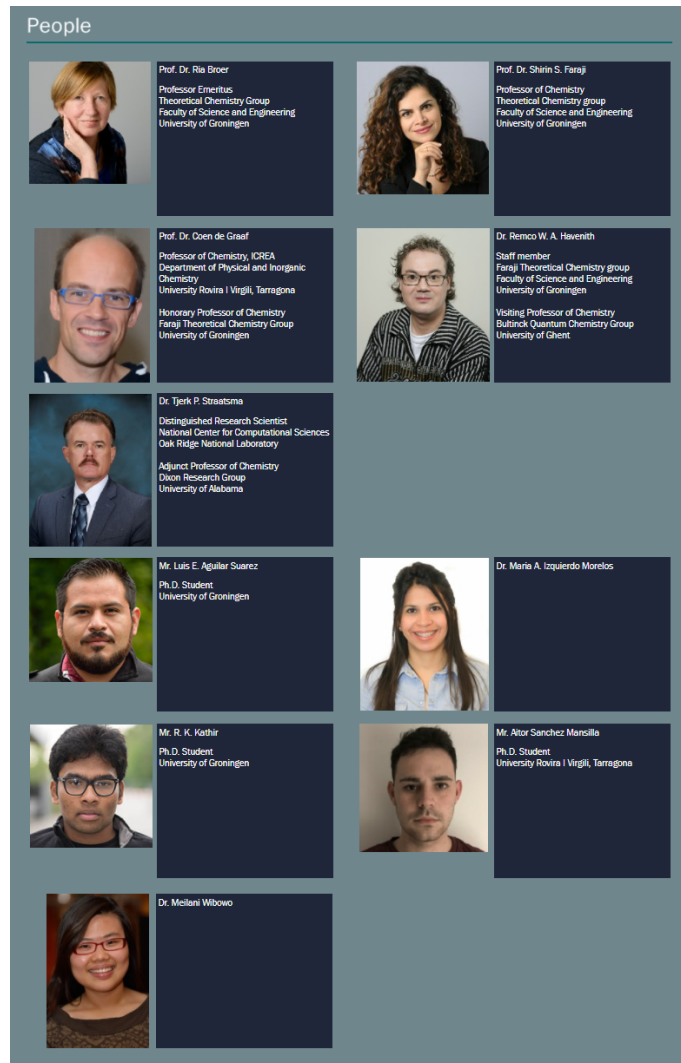 People
Prof. Dr. Ria Broer
Professor Emeritus
Theoretical Chemistry Group
Faculty of Science and Engineering
University of Groningen
Prof. Dr. Shirin S. Faraji
Professor of Chemistry
Theoretical Chemistry group
Faculty of Science and Engineering
University of Groningen
Prof. Dr. Coen de Graaf
Professor of Chemistry, ICREA
Department of Physical and Inorganic
Chemistry
University Rovira I Virgili, Tarragona
Honorary Professor of Chemistry
Faraji Theoretical Chemistry Group
University of Groningen
Dr. Remco W. A. Havenith
Staff member
Faraji Theoretical Chemistry group
Faculty of Science and Engineering
University of Groningen
Visiting Professor of Chemistry
Bultinck Quantum Chemistry Group
University of Ghent
Dr. Tjerk P. Straatsma
Distinguished Research Scientist
National Center for Computational Sciences
Oak Ridge National Laboratory
Adjunct Professor of Chemistry
Dixon Research Group
University of Alabama
Mr. Luis E. Aguilar Suarez
Ph.D. Student
University of Groningen
Dr. Maria A. Izquierdo Morelos
Mr. R. K. Kathir
Ph.D. Student
University of Groningen
Mr. Aitor Sanchez Mansilla
Ph.D. Student
University Rovira I Virgili, Tarragona
Dr. Meilani Wibowo